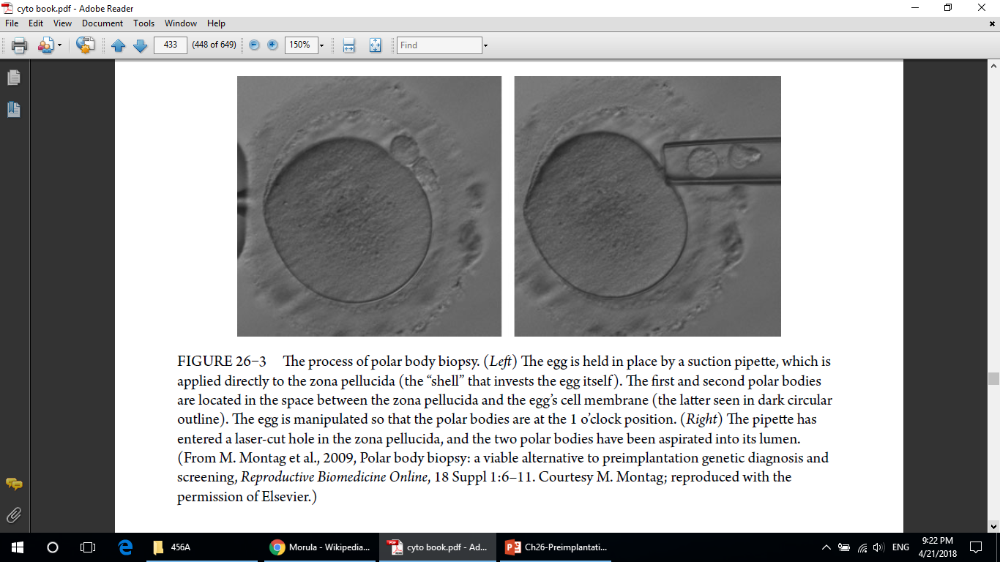 cyto book.pdf - Adobe Reader
File Edit View Document Tools Window Help
433 (448 of 649) 150% Find
FIGURE 26−3 The process of polar body biopsy. (Left) The egg is held in place by a suction pipette, which is
applied directly to the zona pellucida (the “shell” that invests the egg itself). The first and second polar bodies
are located in the space between the zona pellucida and the egg’s cell membrane (the latter seen in dark circular
outline). The egg is manipulated so that the polar bodies are at the 1 o’clock position. (Right) The pipette has
entered a laser-cut hole in the zona pellucida, and the two polar bodies have been aspirated into its lumen.
(From M. Montag et al., 2009, Polar body biopsy: a viable alternative to preimplantation genetic diagnosis and
screening, Reproductive Biomedicine Online, 18 Suppl 1:6–11. Courtesy M. Montag; reproduced with the
permission of Elsevier.)
456A Morula - Wikipedia... cyto book.pdf - Ad... Ch26-Preimplantati... ENG 9:22 PM
4/21/2018